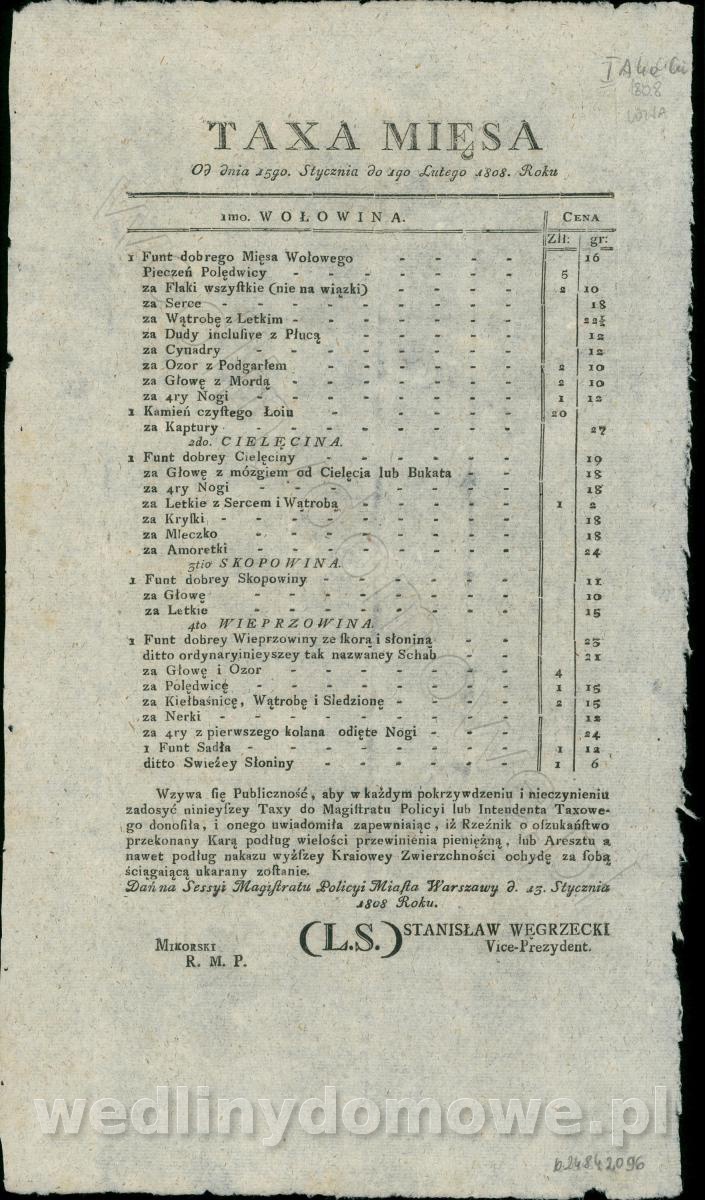 TAXA MIĘSA
Od dnia 15go. Stycznia do 1go Lutego 1808. Roku
1mo. WOŁOWINA. CENA
Zll: gr:
1 Funt dobrego Mięsa Wołowego - - - - 16
Pieczeń Polędwicy - - - - - - - 5
za Flaki wszyſtkie (nie na wiązki) - - - - 2 10
za Serce - - - - - - - - - 18
za Wątrobę z Letkim - - - - - - - 22½
za Dudy incluſive z Płucą - - - - - 12
za Cynadry - - - - - - - - 12
za Ozor z Podgarłem - - - - - - 2 10
za Głowę z Mordą - - - - - - - 2 10
za 4ry Nogi - - - - - - - - 1 12
1 Kamień czyſtego Łoiu - - - - - 20
za Kaptury - - - - - - - - 27
2do. CIELĘCINA.
1 Funt dobrey Cielęciny - - - - - - 19
za Głowę z mózgiem od Cielęcia lub Bukata - - 18
za 4ry Nogi - - - - - - - - 18
za Letkie z Sercem i Wątrobą - - - - - 1 2
za Kryſki - - - - - - - - - 18
za Mleczko - - - - - - - - 18
za Amoretki - - - - - - - - 24
3tio SKOPOWINA.
1 Funt dobrey Skopowiny - - - - - - 11
za Głowę - - - - - - - - 10
za Letkie - - - - - - - - 15
4to WIEPRZOWINA.
1 Funt dobrey Wieprzowiny ze ſkorą i słoniną - - 23
ditto ordynaryinieyszey tak nazwaney Schab - - 21
za Głowę i Ozor - - - - - - - 4
za Polędwicę - - - - - - - - 1 15
za Kiełbaśnicę, Wątrobę i Sledzionę - - - - 2 15
za Nerki - - - - - - - - - 12
za 4ry z pierwszego kolana odięte Nogi - - - 24
1 Funt Sadła - - - - - - - - 1 12
ditto Swieżey Słoniny - - - - - - 1 6
Wzywa ſię Publiczność, aby w każdym pokrzywdzeniu i nieczynieniu
zadosyć ninieyſzey Taxy do Magiſtratu Policyi lub Intendenta Taxowe-
go donoſiła, i onego uwiadomiła zapewniaiąc, iż Rzeźnik o oſzukańſtwo
przekonany Karą podług wielości przewinienia pieniężną, lub Aresztu a
nawet podług nakazu wyżſzey Kraiowey Zwierzchności ochydę za ſobą
ściągaiącą ukarany zoſtanie.
Dań na Sessyi Magiſtratu Policyi Miaſta Warszawy d. 13. Stycznia
1808 Roku.
(L.S.) STANISŁAW WĘGRZECKI
Mikorski Vice-Prezydent.
R. M. P.
wedlinydomowe.pl
b.24842096